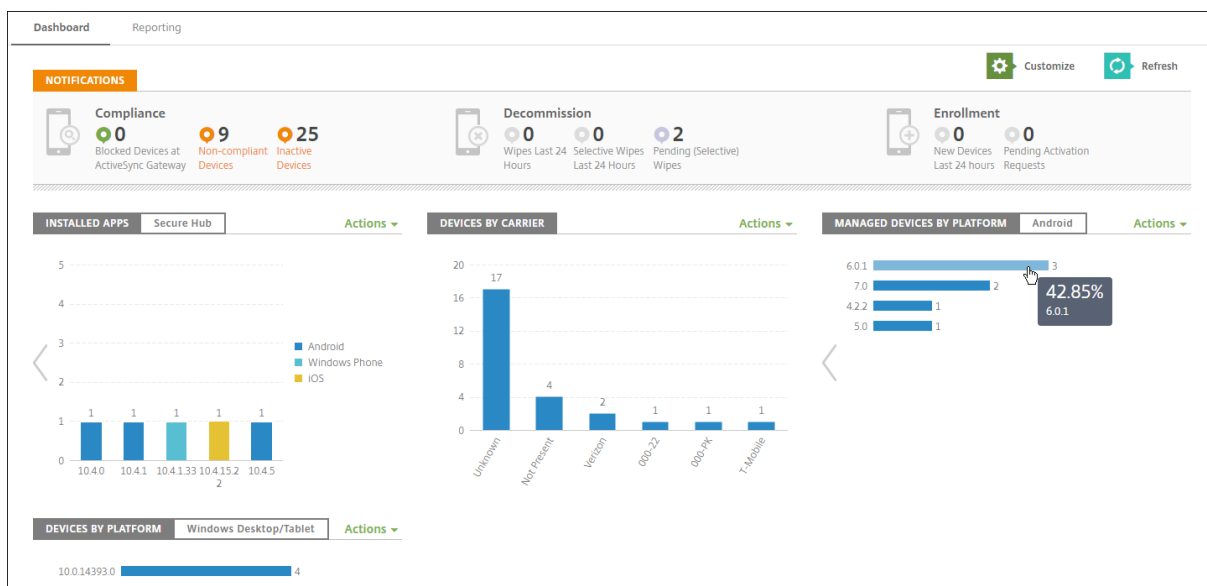 Dashboard Reporting
Customize Refresh
NOTIFICATIONS
Compliance
0 9 25
Blocked Devices at Non-compliant Inactive
ActiveSync Gateway Devices Devices
Decommission
0 0 2
Wipes Last 24 Selective Wipes Pending (Selective)
Hours Last 24 Hours Wipes
Enrollment
0 0
New Devices Pending Activation
Last 24 hours Requests
INSTALLED APPS Secure Hub Actions
5
4
3
2
1
0
1 1 1 1 1
10.4.0 10.4.1 10.4.1.33 10.4.15.2 10.4.5
2
Android
Windows Phone
iOS
DEVICES BY CARRIER Actions
20
16
12
8
4
0
17 4 2 1 1 1
Unknown Not Present Verizon 000-22 000-PK T-Mobile
MANAGED DEVICES BY PLATFORM Android Actions
6.0.1 3
7.0 2
4.2.2 1
5.0 1
42.85%
6.0.1
DEVICES BY PLATFORM Windows Desktop/Tablet Actions
10.0.14393.0 4